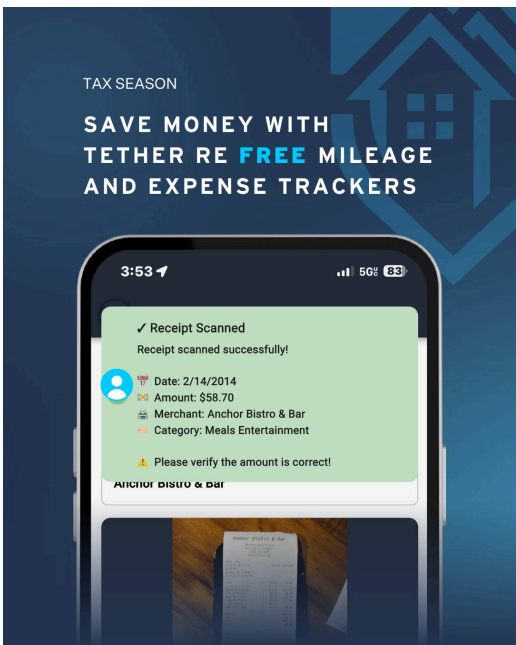 TAX SEASON
SAVE MONEY WITH
TETHER RE FREE MILEAGE
AND EXPENSE TRACKERS
3:53
5GE 83
✓ Receipt Scanned
Receipt scanned successfully!
Date: 2/14/2014
Amount: $58.70
Merchant: Anchor Bistro & Bar
Category: Meals Entertainment
Please verify the amount is correct!
Anchor Bistro & Bar
Anchor Bistro & Bar